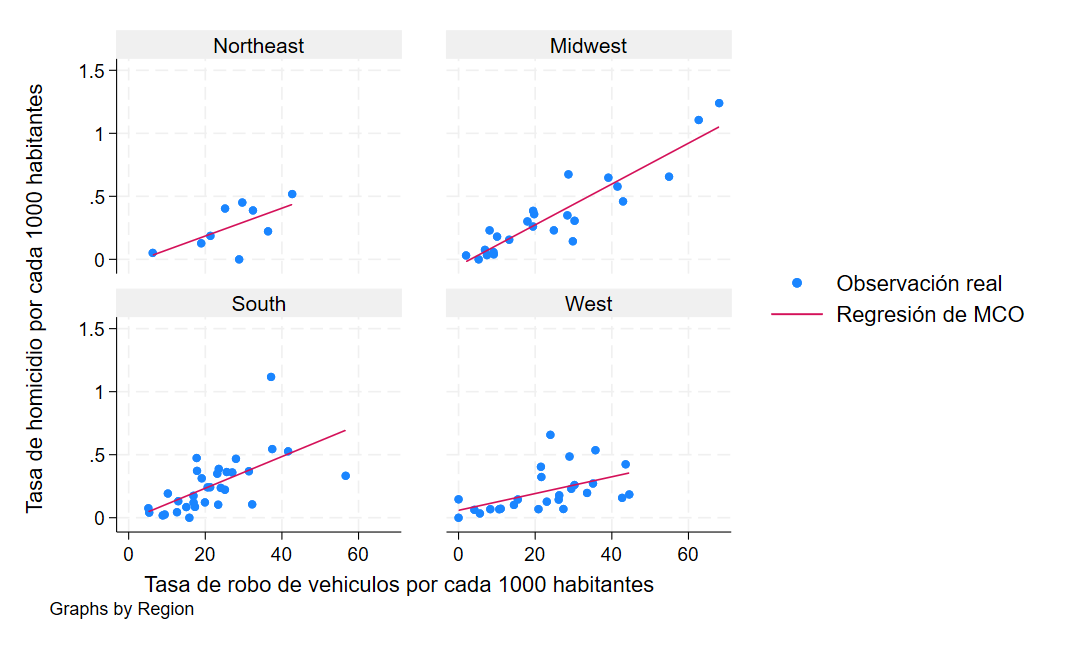 Northeast
Midwest
1.5
1
.5
0
South
West
1.5
1
.5
0
0 20 40 60
0 20 40 60
Tasa de homicidio por cada 1000 habitantes
Tasa de robo de vehiculos por cada 1000 habitantes
Graphs by Region
Observación real
Regresión de MCO